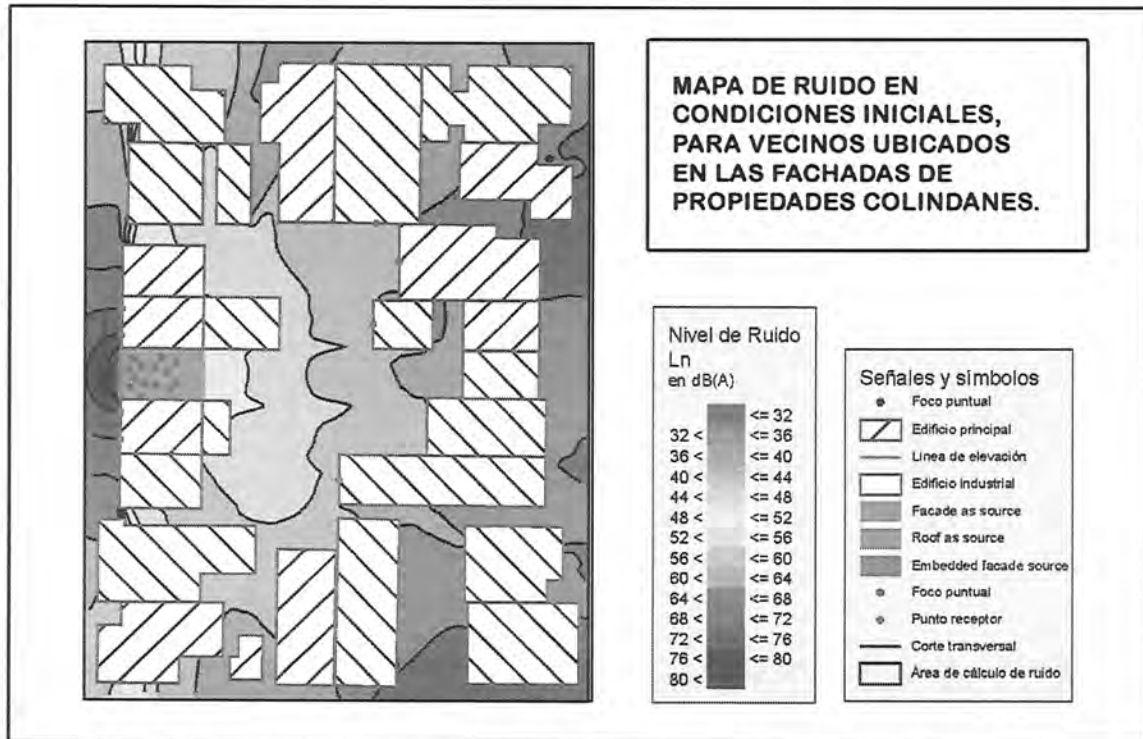 MAPA DE RUIDO EN
CONDICIONES INICIALES,
PARA VECINOS UBICADOS
EN LAS FACHADAS DE
PROPIEDADES COLINDANES.
Nivel de Ruido
Ln
en dB(A)
<= 32
32 < <= 36
36 < <= 40
40 < <= 44
44 < <= 48
48 < <= 52
52 < <= 56
56 < <= 60
60 < <= 64
64 < <= 68
68 < <= 72
72 < <= 76
76 < <= 80
80 <
Señales y simbolos
Foco puntual
Edificio principal
Linea de elevación
Edificio industrial
Facade as source
Roof as source
Embedded facade source
Foco puntual
Punto receptor
Corte transversal
Área de cálculo de ruido